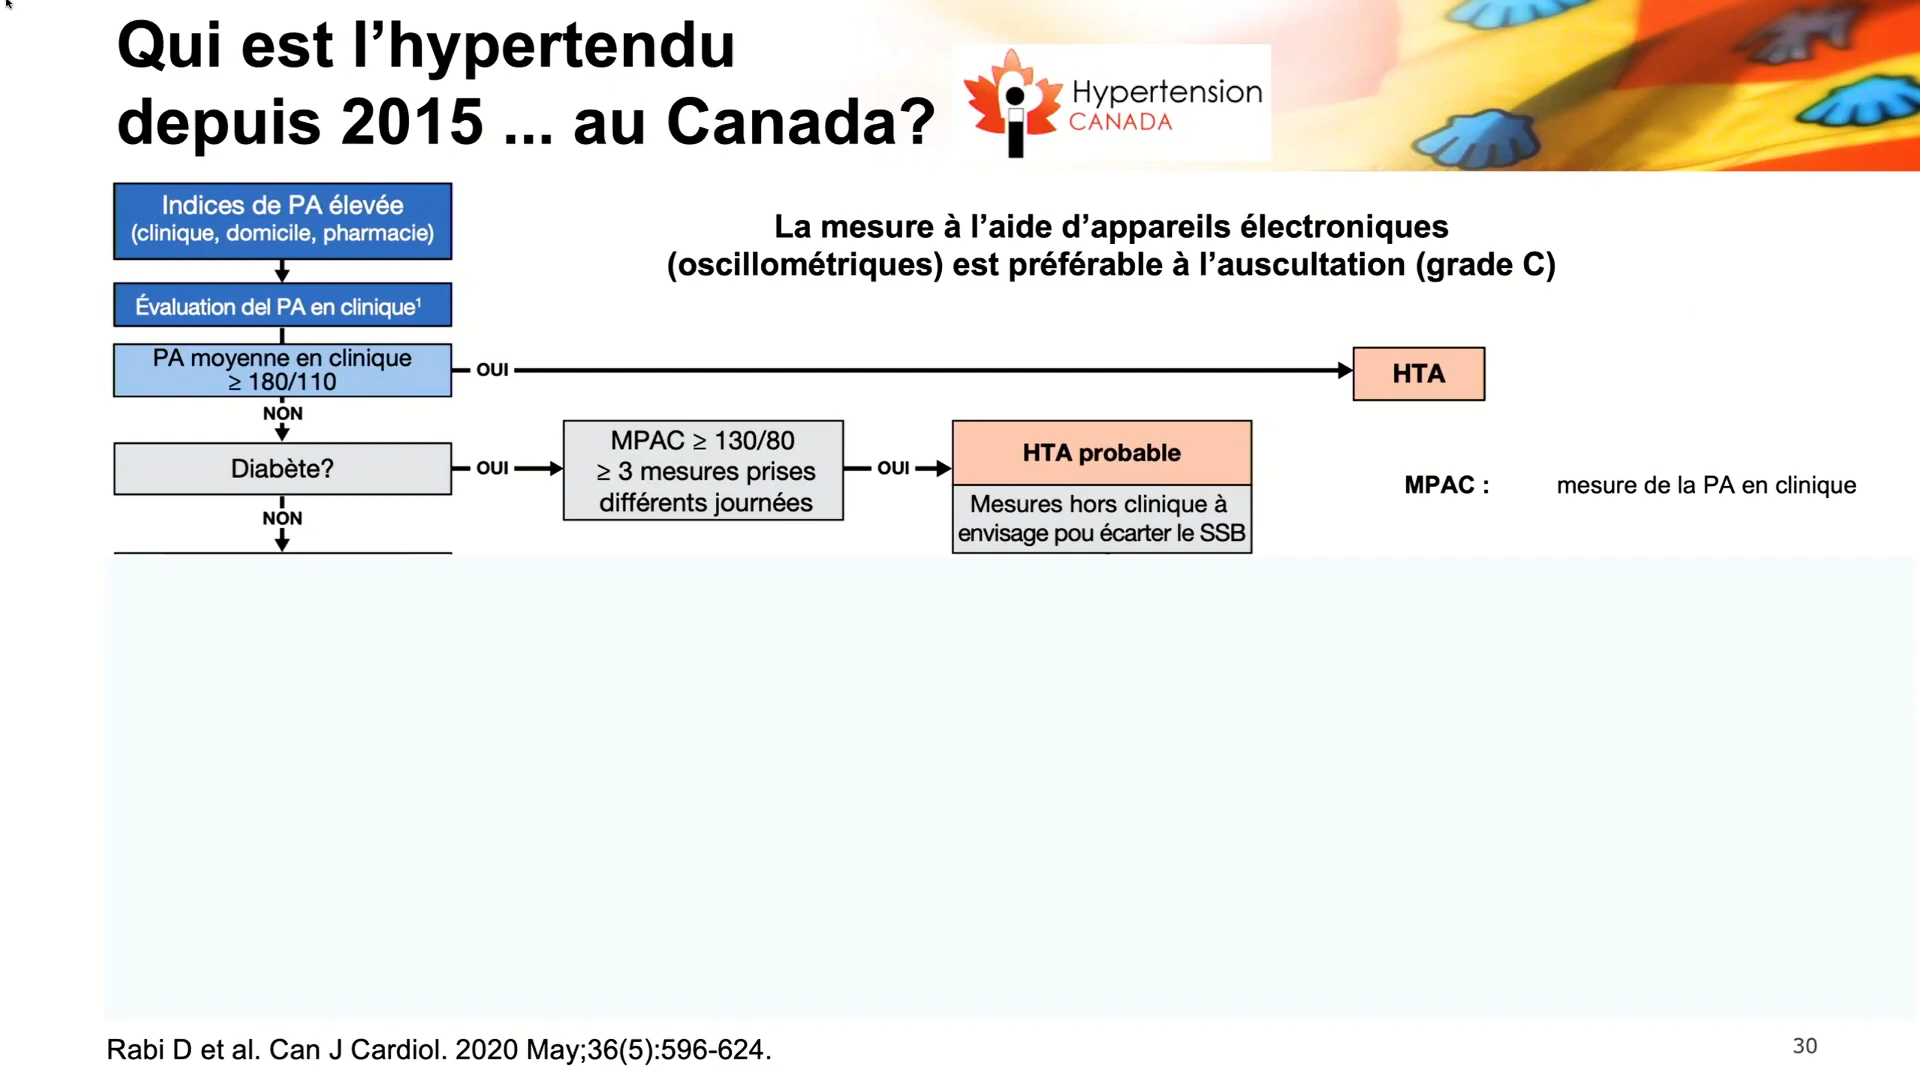 Qui est l’hypertendu
depuis 2015 ... au Canada?
Hypertension
CANADA
Indices de PA élevée
(clinique, domicile, pharmacie)
La mesure à l’aide d’appareils électroniques
(oscillométriques) est préférable à l’auscultation (grade C)
Évaluation del PA en clinique¹
PA moyenne en clinique
≥ 180/110
OUI
HTA
NON
Diabète?
OUI
MPAC ≥ 130/80
≥ 3 mesures prises
différents journées
OUI
HTA probable
Mesures hors clinique à
envisage pou écarter le SSB
MPAC : mesure de la PA en clinique
NON
Rabi D et al. Can J Cardiol. 2020 May;36(5):596-624.
30